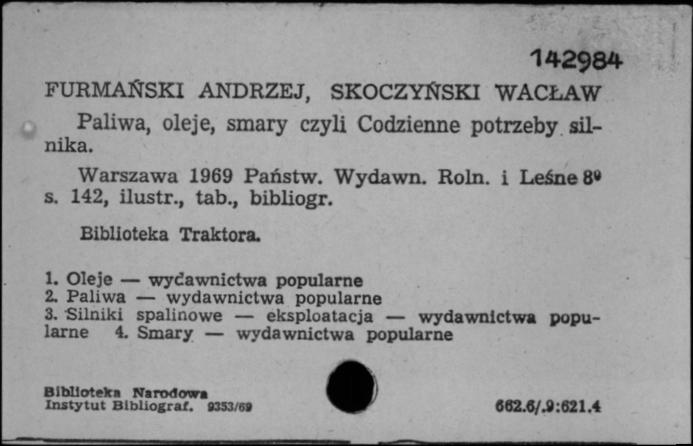 142984
FURMAŃSKI ANDRZEJ, SKOCZYŃSKI WACŁAW
Paliwa, oleje, smary czyli Codzienne potrzeby sil-
nika.
Warszawa 1969 Państw. Wydawn. Roln. i Leśne 8°
s. 142, ilustr., tab., bibliogr.
Biblioteka Traktora.
1. Oleje — wydawnictwa popularne
2. Paliwa — wydawnictwa popularne
3. Silniki spalinowe — eksploatacja — wydawnictwa popu-
larne 4. Smary — wydawnictwa popularne
Biblioteka Narodowa
Instytut Bibliograf. 9353/69
662.6/.9:621.4